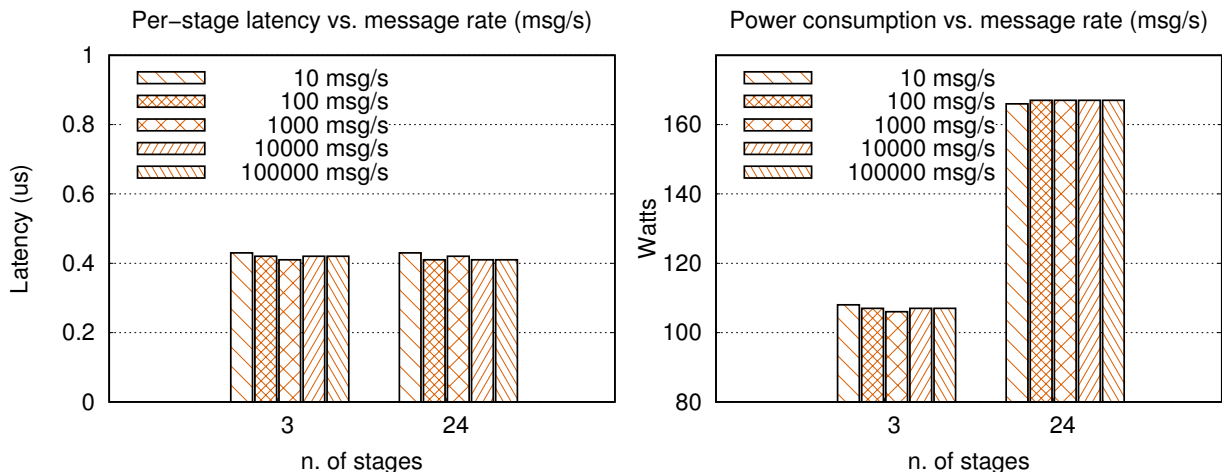 Per−stage latency vs. message rate (msg/s)
1
0.8
0.6
0.4
0.2
0
Latency (us)
10 msg/s
100 msg/s
1000 msg/s
10000 msg/s
100000 msg/s
3 24
n. of stages
Power consumption vs. message rate (msg/s)
160
140
120
100
80
Watts
10 msg/s
100 msg/s
1000 msg/s
10000 msg/s
100000 msg/s
3 24
n. of stages